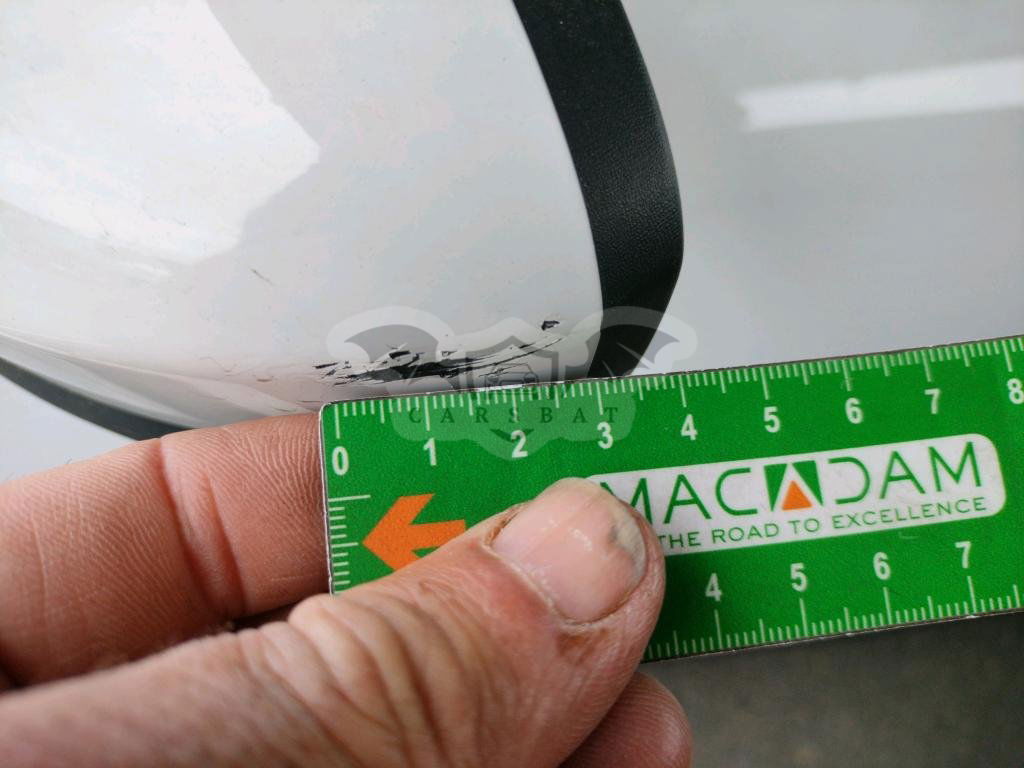 CARSBAT
0 1 2 3 4 5 6 7 8
MACADAM
THE ROAD TO EXCELLENCE
4 5 6 7